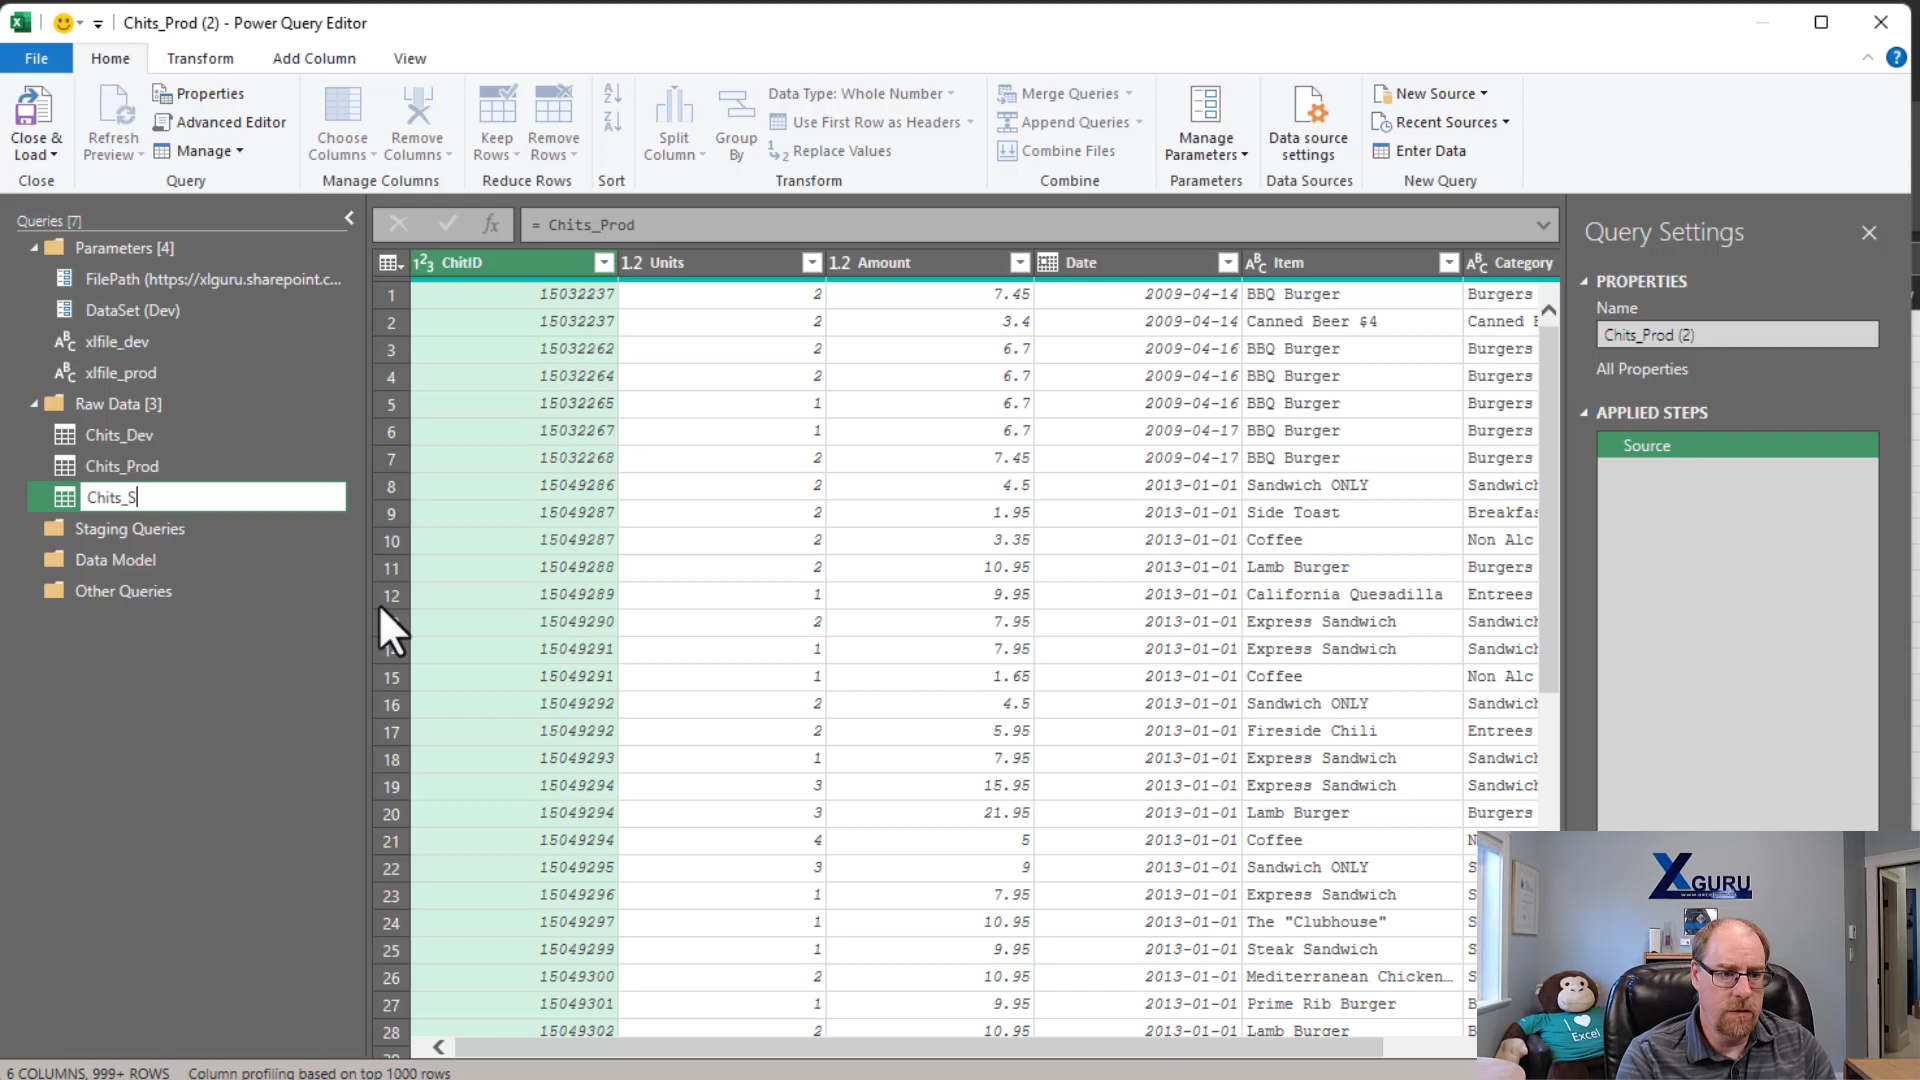 Chits_Prod (2) - Power Query Editor
File Home Transform Add Column View
Close & Load
Close
Refresh Preview
Properties
Advanced Editor
Manage
Query
Choose Columns
Remove Columns
Manage Columns
Keep Rows
Remove Rows
Reduce Rows
Sort
Split Column
Group By
Data Type: Whole Number
Use First Row as Headers
Replace Values
Transform
Merge Queries
Append Queries
Combine Files
Combine
Manage Parameters
Parameters
Data source settings
Data Sources
New Source
Recent Sources
Enter Data
New Query
Queries [7]
Parameters [4]
FilePath (https://xlguru.sharepoint.c...
DataSet (Dev)
xlfile_dev
xlfile_prod
Raw Data [3]
Chits_Dev
Chits_Prod
Chits_S
Staging Queries
Data Model
Other Queries
= Chits_Prod
ChitID Units Amount Date Item Category
1 15032237 2 7.45 2009-04-14 BBQ Burger Burgers
2 15032237 2 3.4 2009-04-14 Canned Beer $4 Canned
3 15032262 2 6.7 2009-04-16 BBQ Burger Burgers
4 15032264 2 6.7 2009-04-16 BBQ Burger Burgers
5 15032265 1 6.7 2009-04-16 BBQ Burger Burgers
6 15032267 1 6.7 2009-04-17 BBQ Burger Burgers
7 15032268 2 7.45 2009-04-17 BBQ Burger Burgers
8 15049286 2 4.5 2013-01-01 Sandwich ONLY Sandwich
9 15049287 2 1.95 2013-01-01 Side Toast Breakfas
10 15049287 2 3.35 2013-01-01 Coffee Non Alc
11 15049288 2 10.95 2013-01-01 Lamb Burger Burgers
12 15049289 1 9.95 2013-01-01 California Quesadilla Entrees
15049290 2 7.95 2013-01-01 Express Sandwich Sandwich
15049291 1 7.95 2013-01-01 Express Sandwich Sandwich
15 15049291 1 1.65 2013-01-01 Coffee Non Alc
16 15049292 2 4.5 2013-01-01 Sandwich ONLY Sandwich
17 15049292 2 5.95 2013-01-01 Fireside Chili Entrees
18 15049293 1 7.95 2013-01-01 Express Sandwich Sandwich
19 15049294 3 15.95 2013-01-01 Express Sandwich Sandwich
20 15049294 3 21.95 2013-01-01 Lamb Burger Burgers
21 15049294 4 5 2013-01-01 Coffee N
22 15049295 3 9 2013-01-01 Sandwich ONLY S
23 15049296 1 7.95 2013-01-01 Express Sandwich S
24 15049297 1 10.95 2013-01-01 The "Clubhouse" S
25 15049299 1 9.95 2013-01-01 Steak Sandwich S
26 15049300 2 10.95 2013-01-01 Mediterranean Chicken... S
27 15049301 1 9.95 2013-01-01 Prime Rib Burger B
28 15049302 2 10.95 2013-01-01 Lamb Burger B
Query Settings
PROPERTIES
Name
Chits_Prod (2)
All Properties
APPLIED STEPS
Source
XGURU
I Excel
6 COLUMNS, 999+ ROWS Column profiling based on top 1000 rows